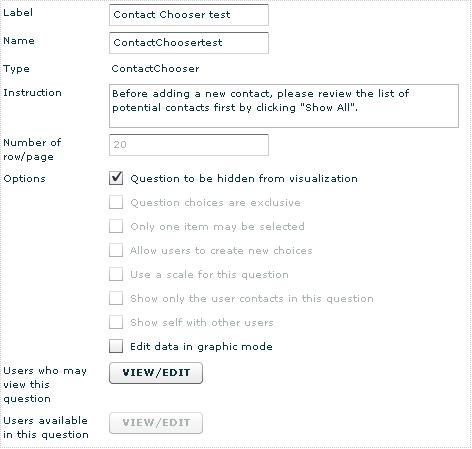 Label Contact Chooser test
Name ContactChoosertest
Type ContactChooser
Instruction Before adding a new contact, please review the list of
potential contacts first by clicking "Show All".
Number of
row/page 20
Options Question to be hidden from visualization
Question choices are exclusive
Only one item may be selected
Allow users to create new choices
Use a scale for this question
Show only the user contacts in this question
Show self with other users
Edit data in graphic mode
Users who may
view this
question
VIEW/EDIT
Users available
in this question
VIEW/EDIT